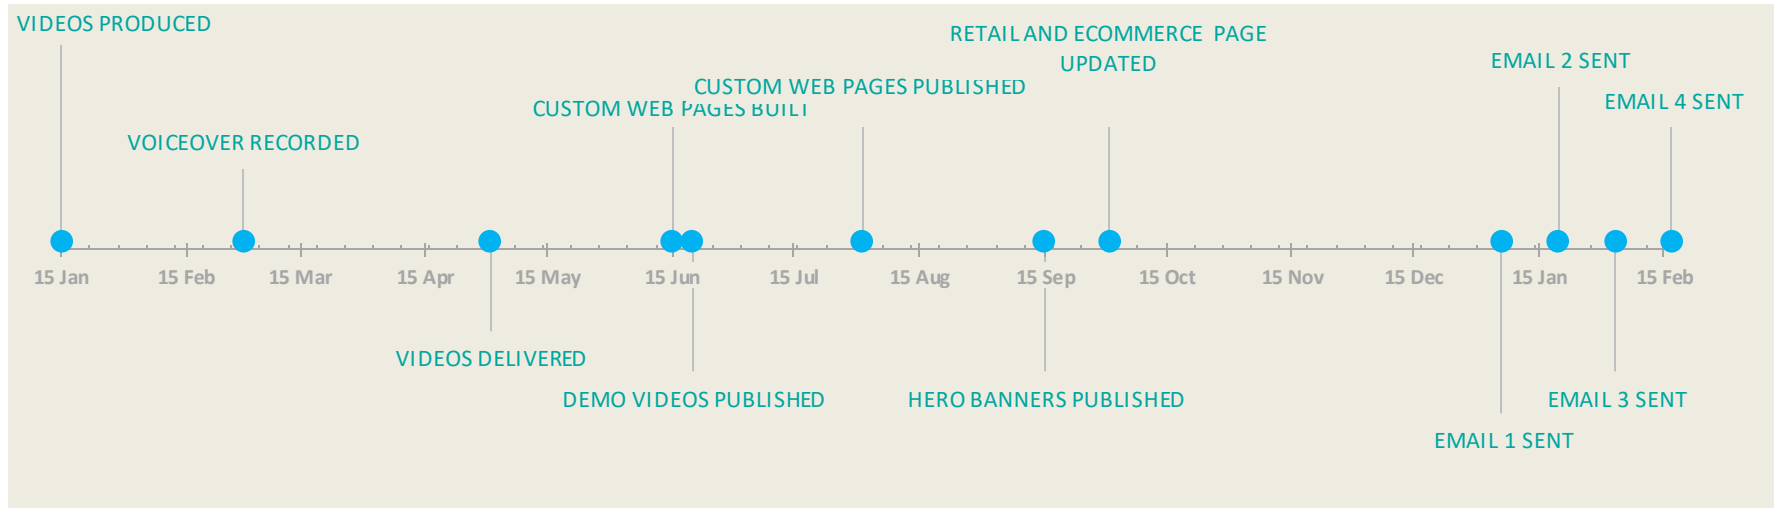 VIDEOS PRODUCED
RETAIL AND ECOMMERCE PAGE
UPDATED
EMAIL 2 SENT
CUSTOM WEB PAGES PUBLISHED
EMAIL 4 SENT
CUSTOM WEB PAGES BUILT
VOICEOVER RECORDED
15 Jan 15 Feb 15 Mar 15 Apr 15 May 15 Jun 15 Jul 15 Aug 15 Sep 15 Oct 15 Nov 15 Dec 15 Jan 15 Feb
VIDEOS DELIVERED
DEMO VIDEOS PUBLISHED
HERO BANNERS PUBLISHED
EMAIL 3 SENT
EMAIL 1 SENT